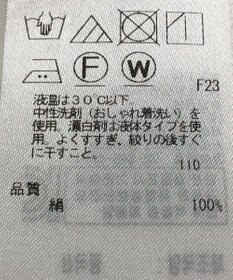 F
W
F23
液温は30℃以下
中性洗剤(おしゃれ着洗い)を
使用。漂白剤は液体タイプを使
用。よくすすぎ、絞りの後すぐ
に干すこと。
110
品質
絹 100%